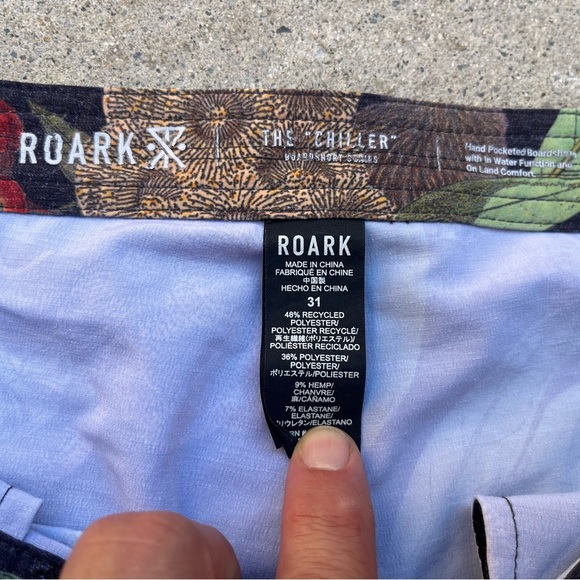 ROARK
THE "CHILLER"
BOARDSHORT SERIES
Hand Pocketed Boardshorts
with in Water Function and
On Land Comfort.
ROARK
MADE IN CHINA
FABRIQUÉ EN CHINE
中国製
HECHO EN CHINA
31
48% RECYCLED
POLYESTER/
POLYESTER RECYCLÉ/
再生繊維(ポリエステル)/
POLIÉSTER RECICLADO
36% POLYESTER/
POLYESTER/
ポリエステル/POLIESTER
9% HEMP/
CHANVRE/
麻/CÁÑAMO
7% ELASTANE/
ELASTANE/
ポリウレタン/ELASTANO